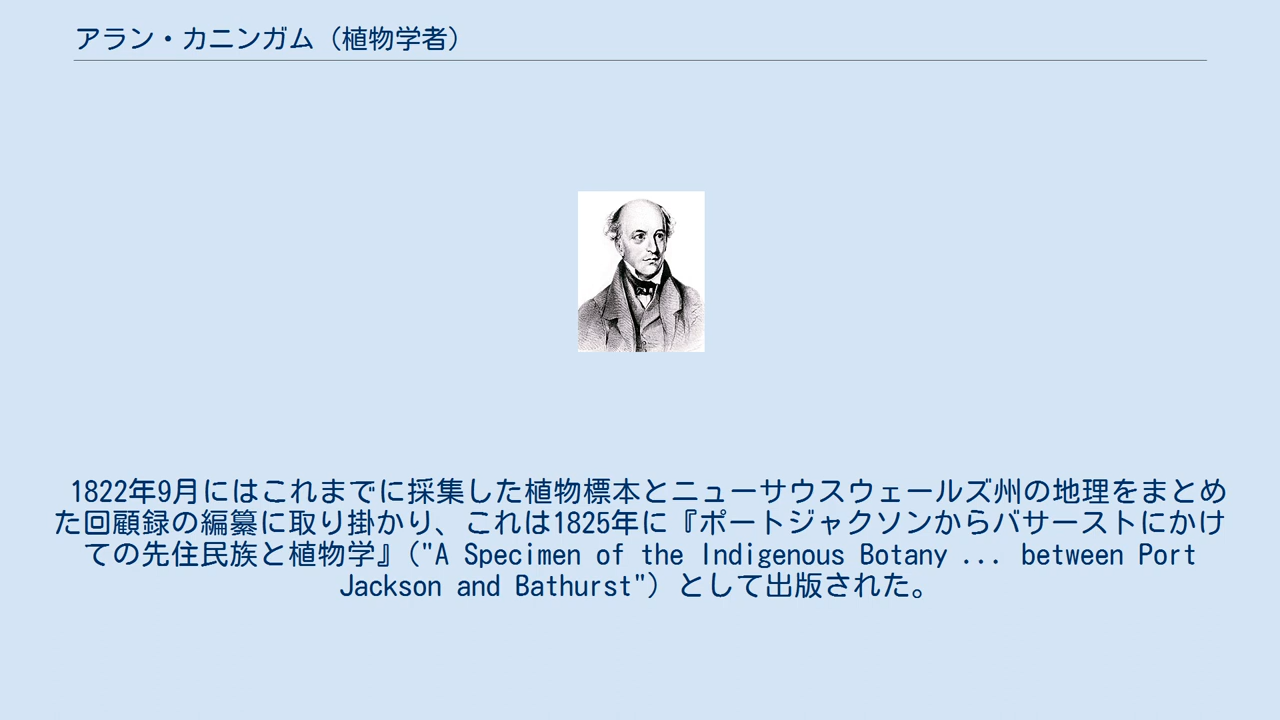 アラン・カニンガム（植物学者）
1822年9月にはこれまでに採集した植物標本とニューサウスウェールズ州の地理をまとめ
た回顧録の編纂に取り掛かり、これは1825年に『ポートジャクソンからバサーストにかけ
ての先住民族と植物学』（"A Specimen of the Indigenous Botany ... between Port
Jackson and Bathurst"）として出版された。